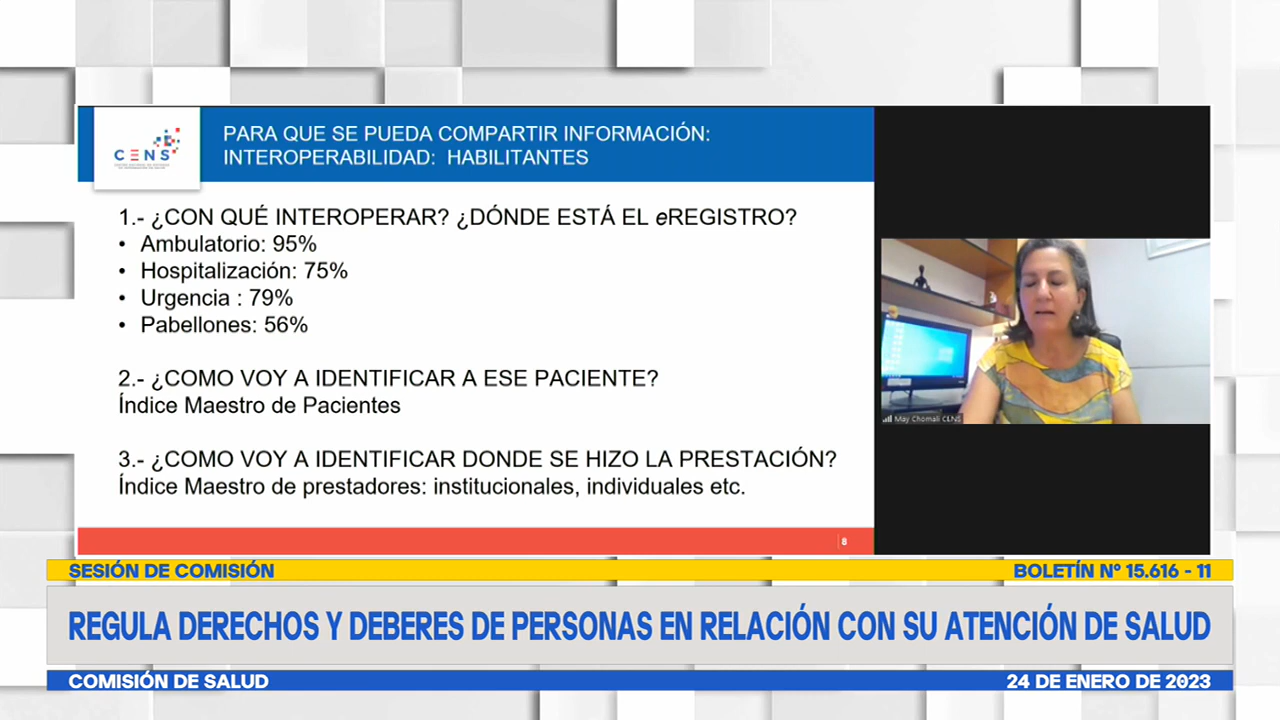 CENS
PARA QUE SE PUEDA COMPARTIR INFORMACIÓN:
INTEROPERABILIDAD: HABILITANTES
1.- ¿CON QUÉ INTEROPERAR? ¿DÓNDE ESTÁ EL eREGISTRO?
• Ambulatorio: 95%
• Hospitalización: 75%
• Urgencia : 79%
• Pabellones: 56%
2.- ¿COMO VOY A IDENTIFICAR A ESE PACIENTE?
Índice Maestro de Pacientes
3.- ¿COMO VOY A IDENTIFICAR DONDE SE HIZO LA PRESTACIÓN?
Índice Maestro de prestadores: institucionales, individuales etc.
8
May Chomali CENS
SESIÓN DE COMISIÓN
BOLETÍN Nº 15.616 - 11
REGULA DERECHOS Y DEBERES DE PERSONAS EN RELACIÓN CON SU ATENCIÓN DE SALUD
COMISIÓN DE SALUD
24 DE ENERO DE 2023